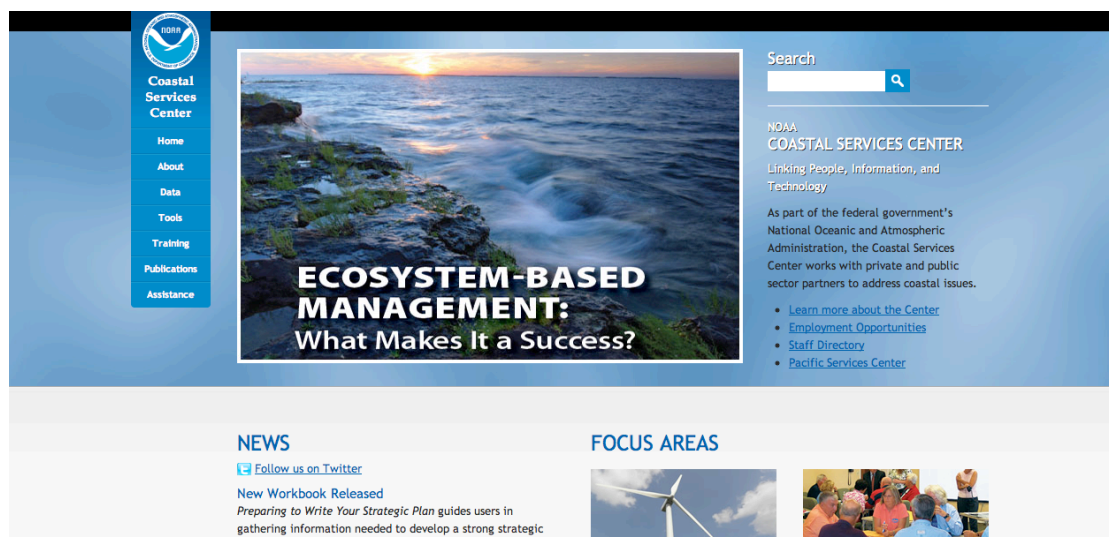 NOAA
Coastal
Services
Center
Home
About
Data
Tools
Training
Publications
Assistance
ECOSYSTEM-BASED
MANAGEMENT:
What Makes It a Success?
Search
NOAA
COASTAL SERVICES CENTER
Linking People, Information, and
Technology
As part of the federal government's
National Oceanic and Atmospheric
Administration, the Coastal Services
Center works with private and public
sector partners to address coastal issues.
• Learn more about the Center
• Employment Opportunities
• Staff Directory
• Pacific Services Center
NEWS
Follow us on Twitter
New Workbook Released
Preparing to Write Your Strategic Plan guides users in
gathering information needed to develop a strong strategic
FOCUS AREAS